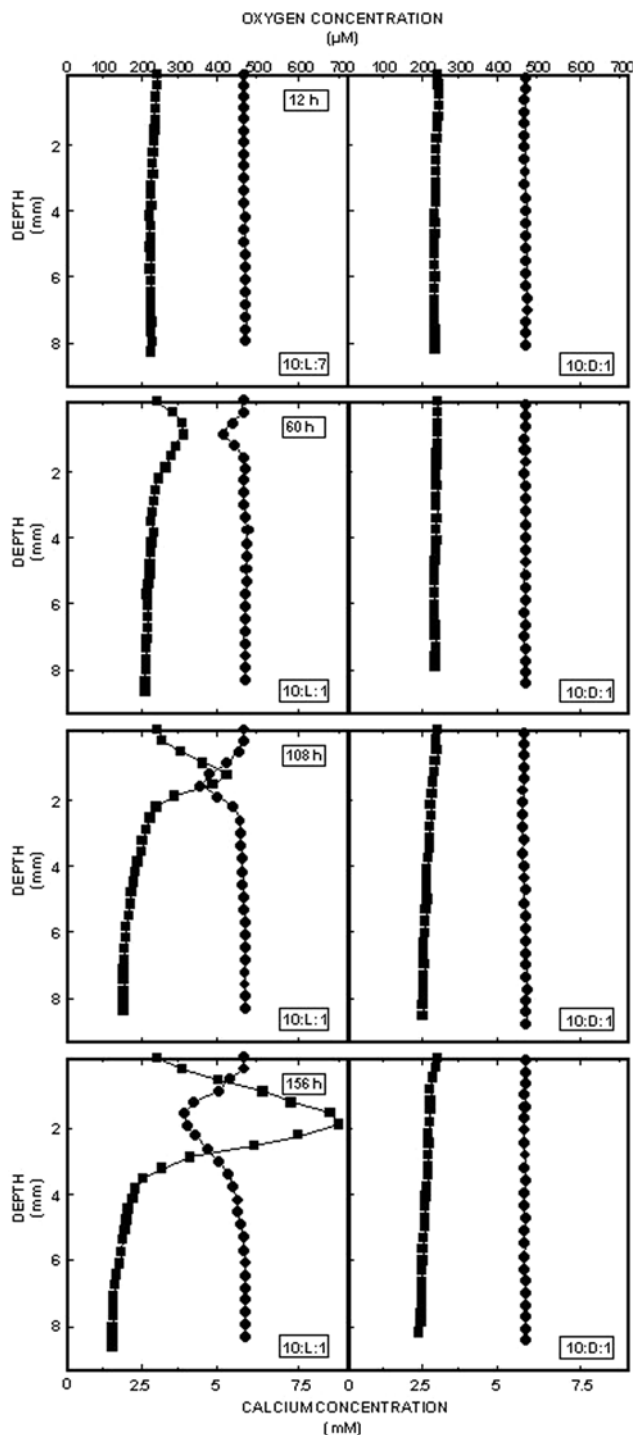 OXYGEN CONCENTRATION
(µM)
0 100 200 300 400 500 600 700 0 100 200 300 400 500 600 700
12 h
DEPTH
(mm)
2
4
6
8
10:L:7
10:D:1
60 h
DEPTH
(mm)
2
4
6
8
10:L:1
10:D:1
108 h
DEPTH
(mm)
2
4
6
8
10:L:1
10:D:1
156 h
DEPTH
(mm)
2
4
6
8
10:L:1
10:D:1
0 2.5 5 7.5 0 2.5 5 7.5
CALCIUM CONCENTRATION
(mM)